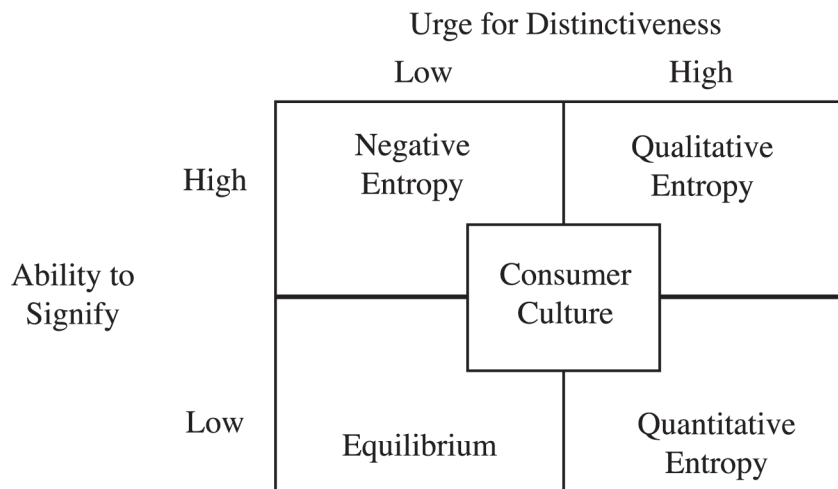 Urge for Distinctiveness
Low
High
High
Negative
Entropy
Qualitative
Entropy
Ability to
Signify
Consumer
Culture
Low
Equilibrium
Quantitative
Entropy